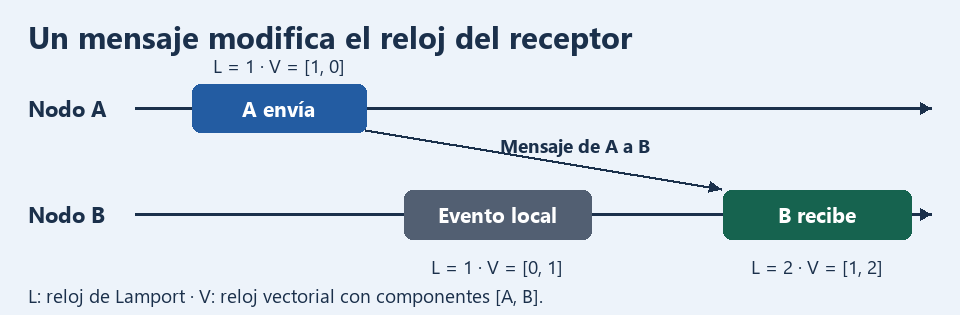 Un mensaje modifica el reloj del receptor
L = 1 · V = [1, 0]
Nodo A
A envía
Mensaje de A a B
Nodo B
Evento local
B recibe
L = 1 · V = [0, 1]
L = 2 · V = [1, 2]
L: reloj de Lamport · V: reloj vectorial con componentes [A, B].